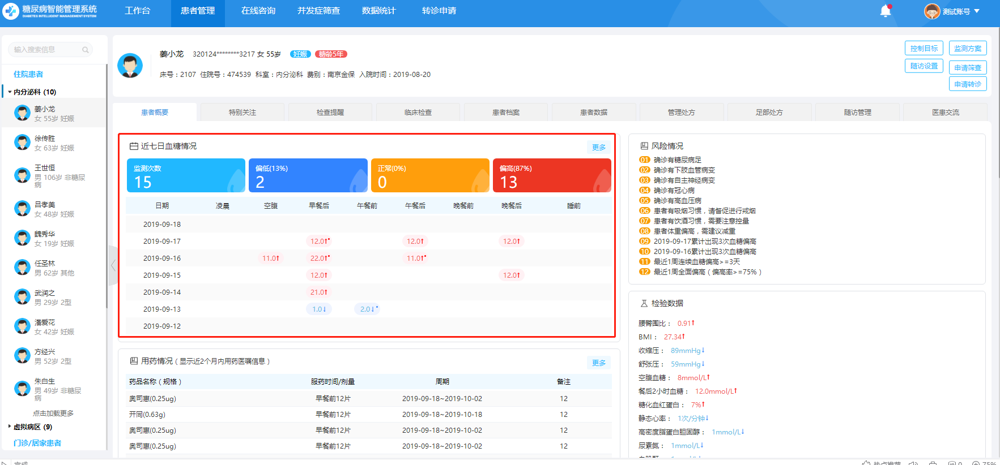 糖尿病智能管理系统
DIABETES INTELLIGENT MANAGEMENT SYSTEM
工作台 患者管理 在线咨询 并发症筛查 数据统计 转诊申请
测试账号
输入搜索信息
住院患者
内分泌科 (10)
姜小龙
女 55岁 妊娠
徐传胜
女 63岁 妊娠
王世恒
男 106岁 非糖尿
病
吕孝美
女 48岁 妊娠
魏秀华
女 19岁 妊娠
任圣林
男 62岁 其他
武润之
男 29岁 2型
潘爱花
女 42岁 妊娠
方经兴
男 52岁 2型
朱白生
男 49岁 非糖尿
病
点击加载更多
虚拟病区 (9)
门诊/居家患者
姜小龙 320124********3217 女 55岁 妊娠 糖龄5年
床号：2107 住院号：474539 科室：内分泌科 费别：南京金保 入院时间：2019-08-20
控制目标 监测方案
随访设置 申请筛查
申请转诊
患者概要 特别关注 检查提醒 临床检查 患者档案 患者数据 管理处方 足部处方 随访管理 医患交流
近七日血糖情况 更多
监测次数 偏低(13%) 正常(0%) 偏高(87%)
15 2 0 13
日期 凌晨 空腹 早餐后 午餐前 午餐后 晚餐前 晚餐后 睡前
2019-09-18
2019-09-17 12.0↑• 12.0↑ 12.0↑
2019-09-16 11.0↑ 22.0↑• 11.0↑•
2019-09-15 12.0↑ 12.0↑
2019-09-14 21.0↑
2019-09-13 1.0↓ 2.0↓•
2019-09-12
用药情况（显示近2个月内用药医嘱信息） 更多
药品名称（规格） 服药时间/剂量 周期 备注
奥司惠(0.25ug) 早餐前12片 2019-09-18~2019-10-02 12
开同(0.63g) 早餐前12片 2019-09-18~2019-10-18 12
奥司惠(0.25ug) 早餐前12片 2019-09-18~2019-10-02 12
奥司惠(0.25ug) 早餐前12片 2019-09-18~2019-10-02 12
风险情况
01 确诊有糖尿病足
02 确诊有下肢血管病变
03 确诊有自主神经病变
04 确诊有冠心病
05 确诊有高血压病
06 患者有吸烟习惯，请督促进行戒烟
07 患者有饮酒习惯，需要注意控量
08 患者体重偏高，需建议减重
09 2019-09-17累计出现3次血糖偏高
10 2019-09-16累计出现3次血糖偏高
11 最近1周连续血糖偏高>=3天
12 最近1周全面偏高（偏高率>=75%）
检验数据
腰臀围比： 0.91↑
BMI： 27.34↑
收缩压： 89mmHg↓
舒张压： 59mmHg↓
空腹血糖： 8mmol/L↑
餐后2小时血糖： 12.0mmol/L↑
糖化血红蛋白： 7%↑
静态心率： 1次/分钟↓
高密度脂蛋白胆固醇： 1mmol/L↓
尿素氮： 1mmol/L↓
完成
热点推荐 0 75%